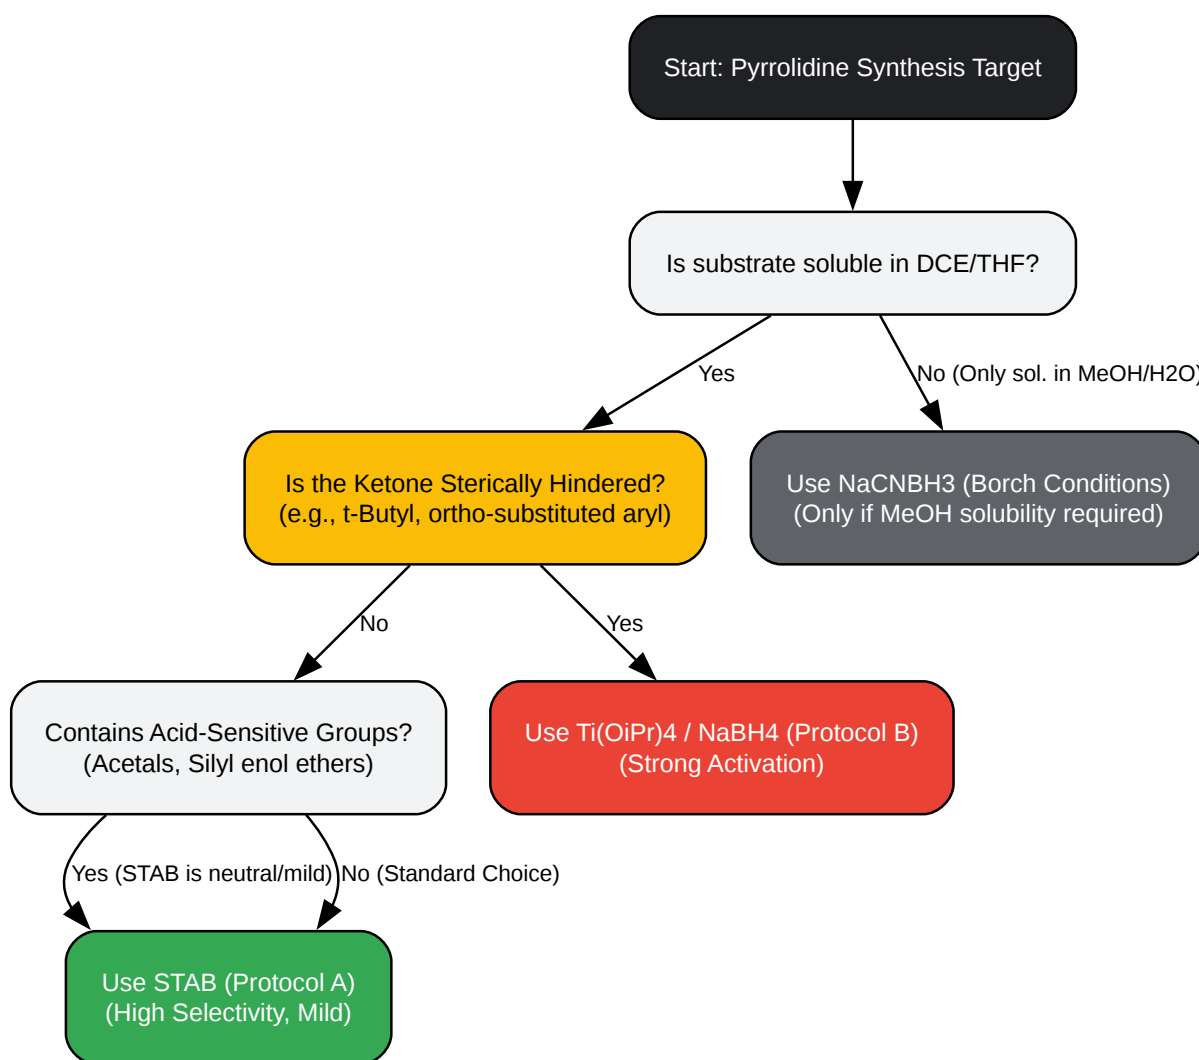 Start: Pyrrolidine Synthesis Target
Is substrate soluble in DCE/THF?
Yes
No (Only sol. in MeOH/H2O)
Is the Ketone Sterically Hindered?
(e.g., t-Butyl, ortho-substituted aryl)
Use NaCNBH3 (Borch Conditions)
(Only if MeOH solubility required)
No
Yes
Contains Acid-Sensitive Groups?
(Acetals, Silyl enol ethers)
Use Ti(OiPr)4 / NaBH4 (Protocol B)
(Strong Activation)
Yes (STAB is neutral/mild)
No (Standard Choice)
Use STAB (Protocol A)
(High Selectivity, Mild)